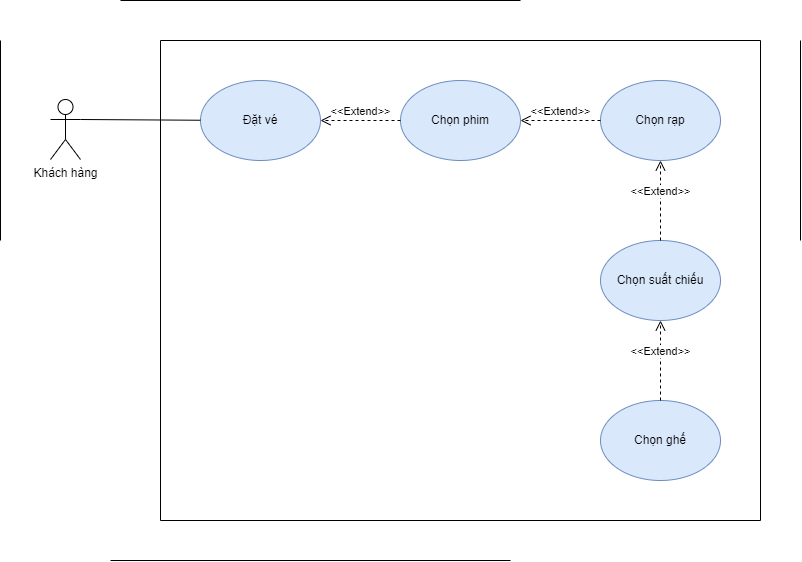 Đặt vé
<<Extend>>
Chọn phim
<<Extend>>
Chọn rạp
Khách hàng
<<Extend>>
Chọn suất chiếu
<<Extend>>
Chọn ghế